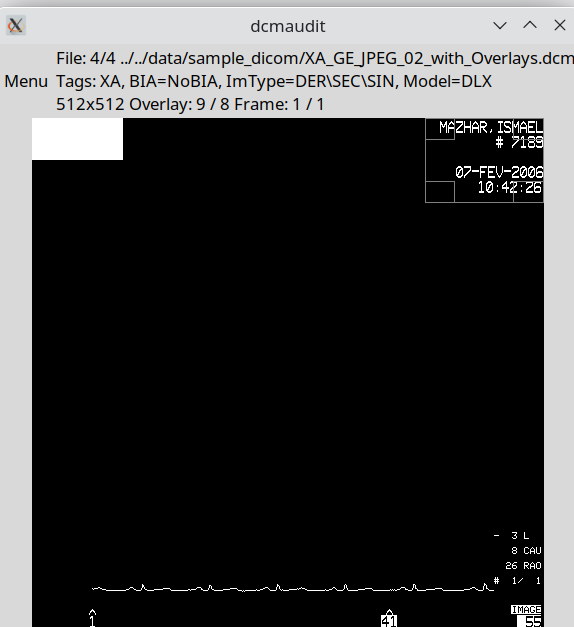 dcmaudit
File: 4/4 ../../data/sample_dicom/XA_GE_JPEG_02_with_Overlays.dcm
Menu Tags: XA, BIA=NoBIA, ImType=DER\SEC\SIN, Model=DLX
512x512 Overlay: 9 / 8 Frame: 1 / 1
MAZHAR, ISMAEL
# 7189
07-FEV-2006
10:42:26
- 3 L
8 CAU
26 RAO
# 1/ 1
IMAGE
1 41 55